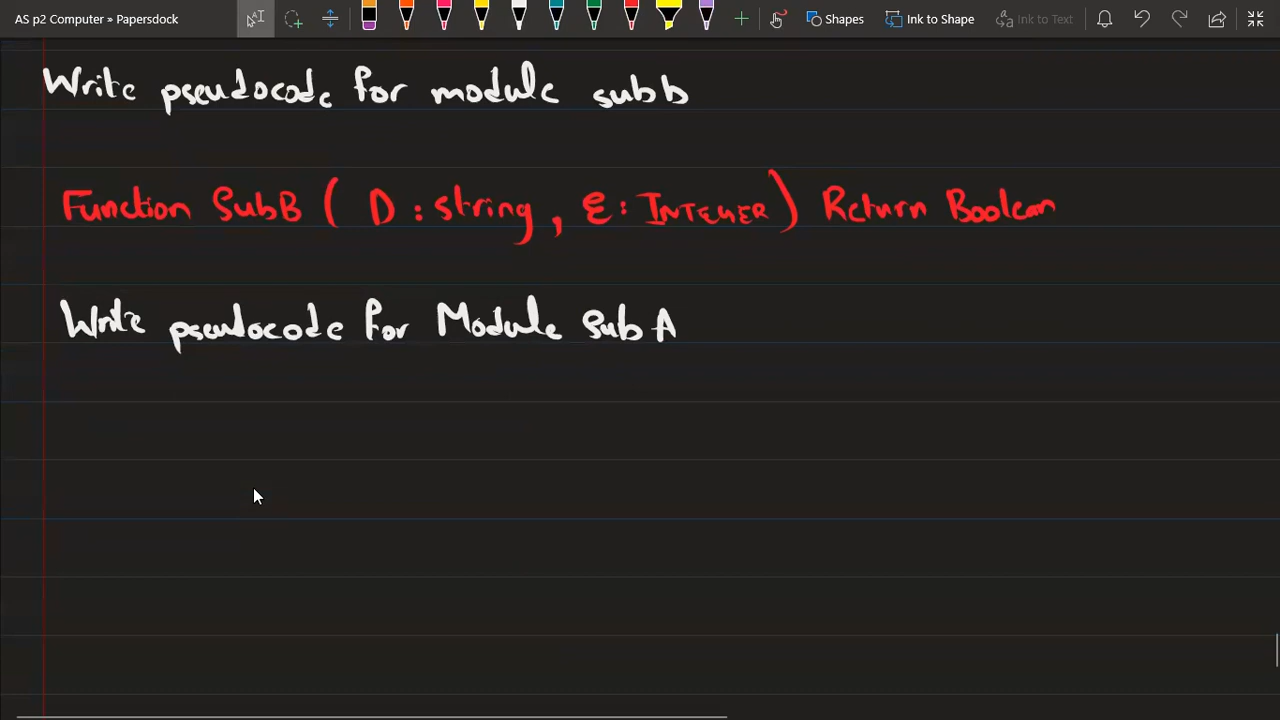 AS p2 Computer » Papersdock
Shapes
Ink to Shape
Ink to Text
Write pseudocode for module subb
Function SubB ( D : string , E : INTEGER ) Return Boolean
Write pseudocode for Module Sub A